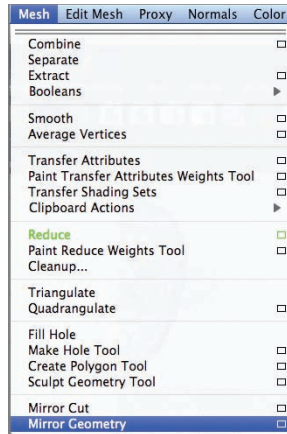 Mesh Edit Mesh Proxy Normals Color
Combine
Separate
Extract
Booleans
Smooth
Average Vertices
Transfer Attributes
Paint Transfer Attributes Weights Tool
Transfer Shading Sets
Clipboard Actions
Reduce
Paint Reduce Weights Tool
Cleanup...
Triangulate
Quadrangulate
Fill Hole
Make Hole Tool
Create Polygon Tool
Sculpt Geometry Tool
Mirror Cut
Mirror Geometry